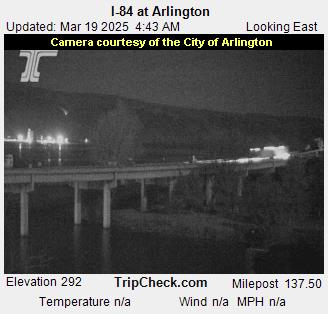 I-84 at Arlington
Updated: Mar 19 2025 4:43 AM Looking East
Camera courtesy of the City of Arlington
Elevation 292 TripCheck.com Milepost 137.50
Temperature n/a Wind n/a MPH n/a